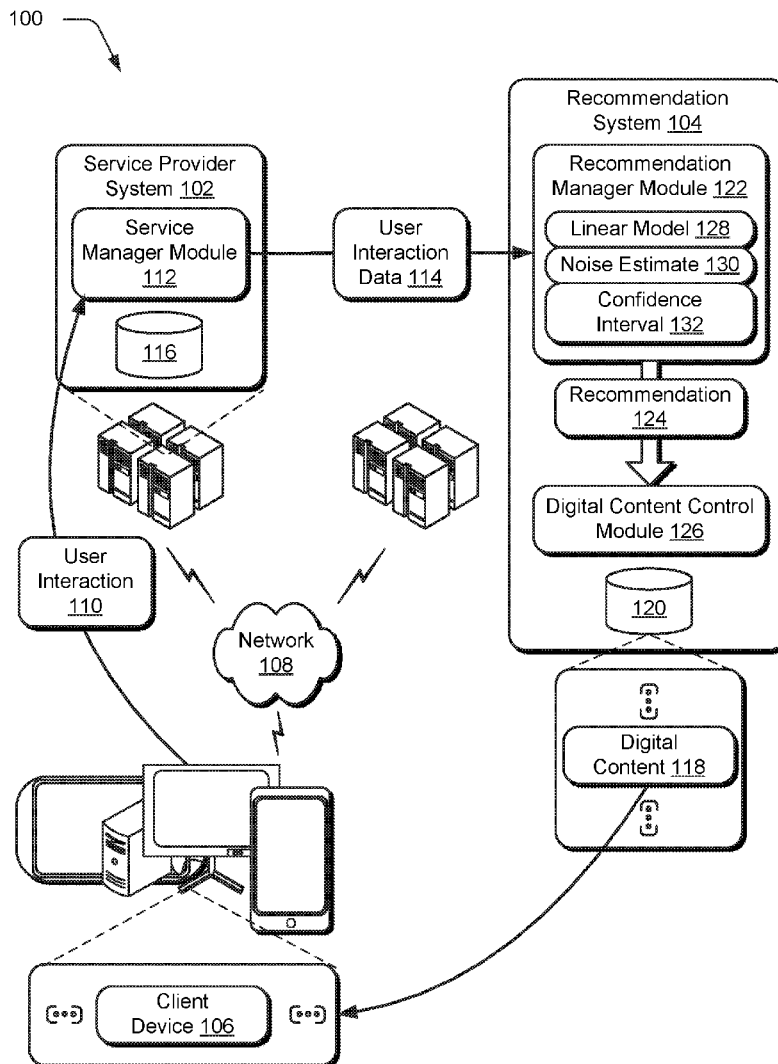 100
Recommendation
System 104
Service Provider
System 102
Recommendation
Manager Module 122
Service
Manager Module
112
User
Interaction
Data 114
Linear Model 128
Noise Estimate 130
Confidence
Interval 132
116
Recommendation
124
Digital Content Control
Module 126
User
Interaction
110
120
Network
108
Digital
Content 118
Client
Device 106